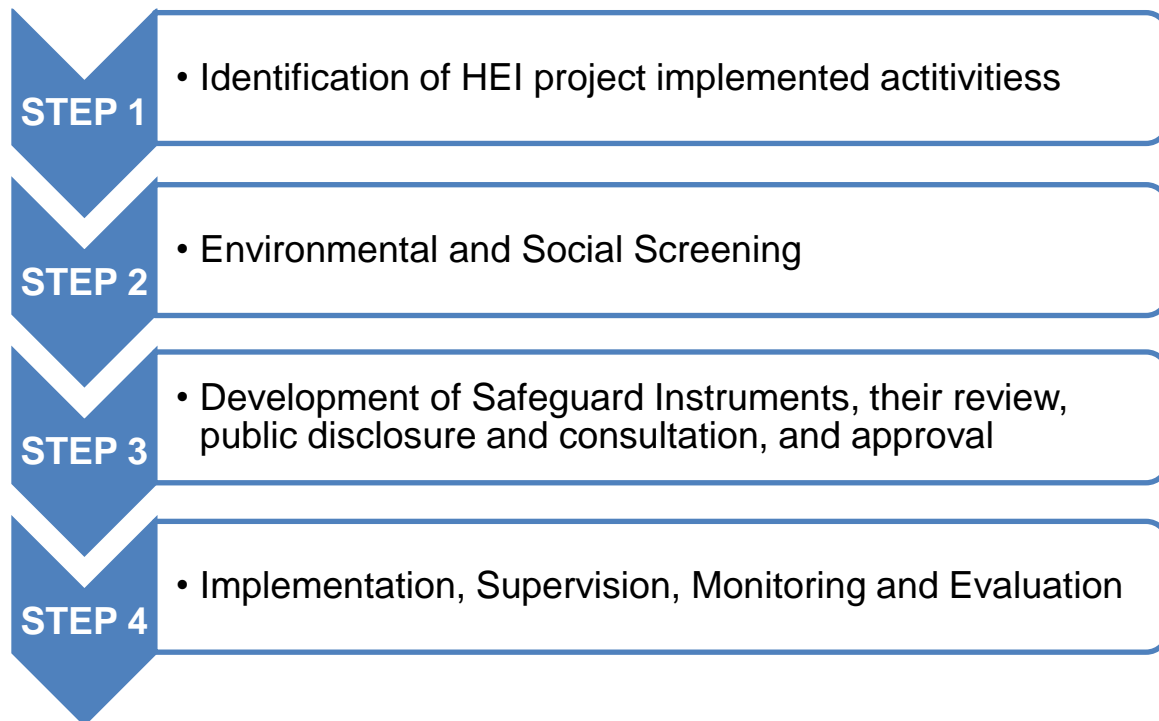 STEP 1
• Identification of HEI project implemented actitivitiess
STEP 2
• Environmental and Social Screening
STEP 3
• Development of Safeguard Instruments, their review,
public disclosure and consultation, and approval
STEP 4
• Implementation, Supervision, Monitoring and Evaluation